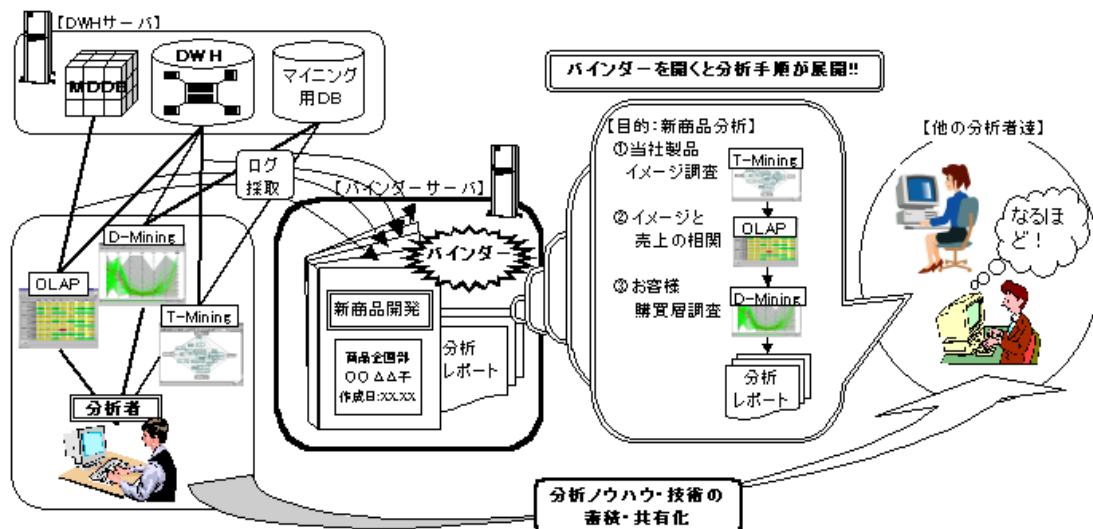 【DWHサーバ】
MDDB
DWH
マイニング
用DB
ログ
採取
D-Mining
OLAP
T-Mining
分析者
【バインダーサーバ】
バインダー
新商品開発
商品企画部
○○ △△子
作成日:XX.XX
分析
レポート
バインダーを開くと分析手順が展開!!
【目的:新商品分析】
①当社製品
イメージ調査
T-Mining
②イメージと
売上の相関
OLAP
③お客様
購買層調査
D-Mining
分析
レポート
【他の分析者達】
なるほ
ど!
分析ノウハウ・技術の
蓄積・共有化